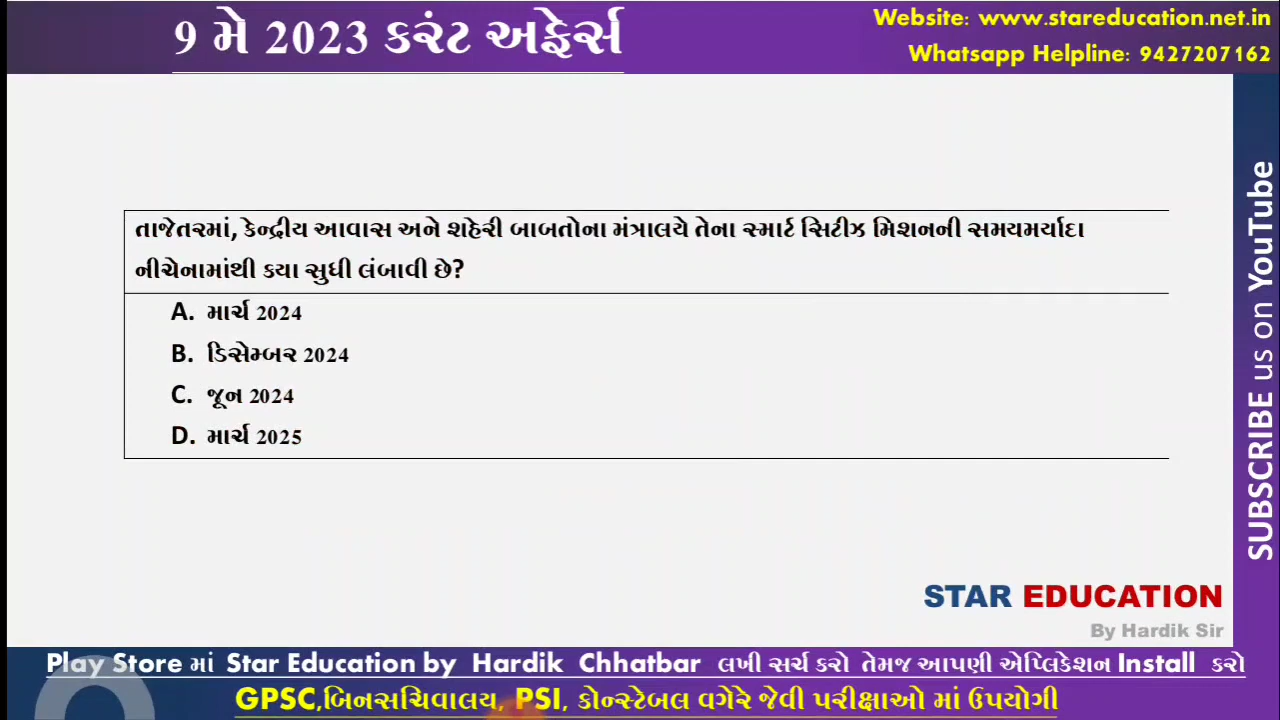 9 મે 2023 કરંટ અફેર્સ
Website: www.stareducation.net.in
Whatsapp Helpline: 9427207162
તાજેતરમાં, કેન્દ્રીય આવાસ અને શહેરી બાબતોના મંત્રાલયે તેના સ્માર્ટ સિટીઝ મિશનની સમયમર્યાદા
નીચેનામાંથી કયા સુધી લંબાવી છે?
A. માર્ચ 2024
B. ડિસેમ્બર 2024
C. જૂન 2024
D. માર્ચ 2025
SUBSCRIBE us on YouTube
STAR EDUCATION
By Hardik Sir
Play Store માં Star Education by Hardik Chhatbar લખી સર્ચ કરો તેમજ આપણી એપ્લિકેશન Install કરો
GPSC,બિનસચિવાલય, PSI, કોન્સ્ટેબલ વગેરે જેવી પરીક્ષાઓ માં ઉપયોગી